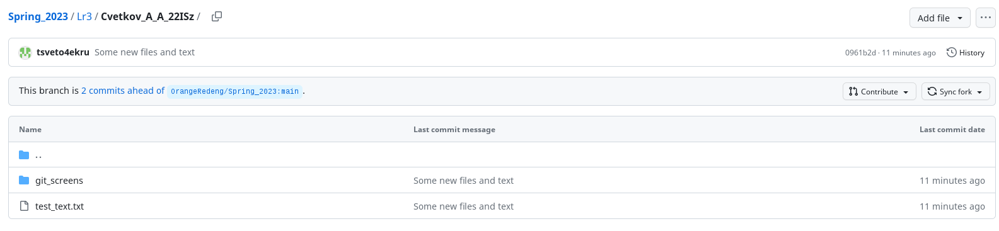 Spring_2023 / Lr3 / Cvetkov_A_A_22ISz /
Add file
tsveto4ekru Some new files and text
0961b2d · 11 minutes ago History
This branch is 2 commits ahead of OrangeRedeng/Spring_2023:main.
Contribute Sync fork
Name Last commit message Last commit date
..
git_screens Some new files and text 11 minutes ago
test_text.txt Some new files and text 11 minutes ago